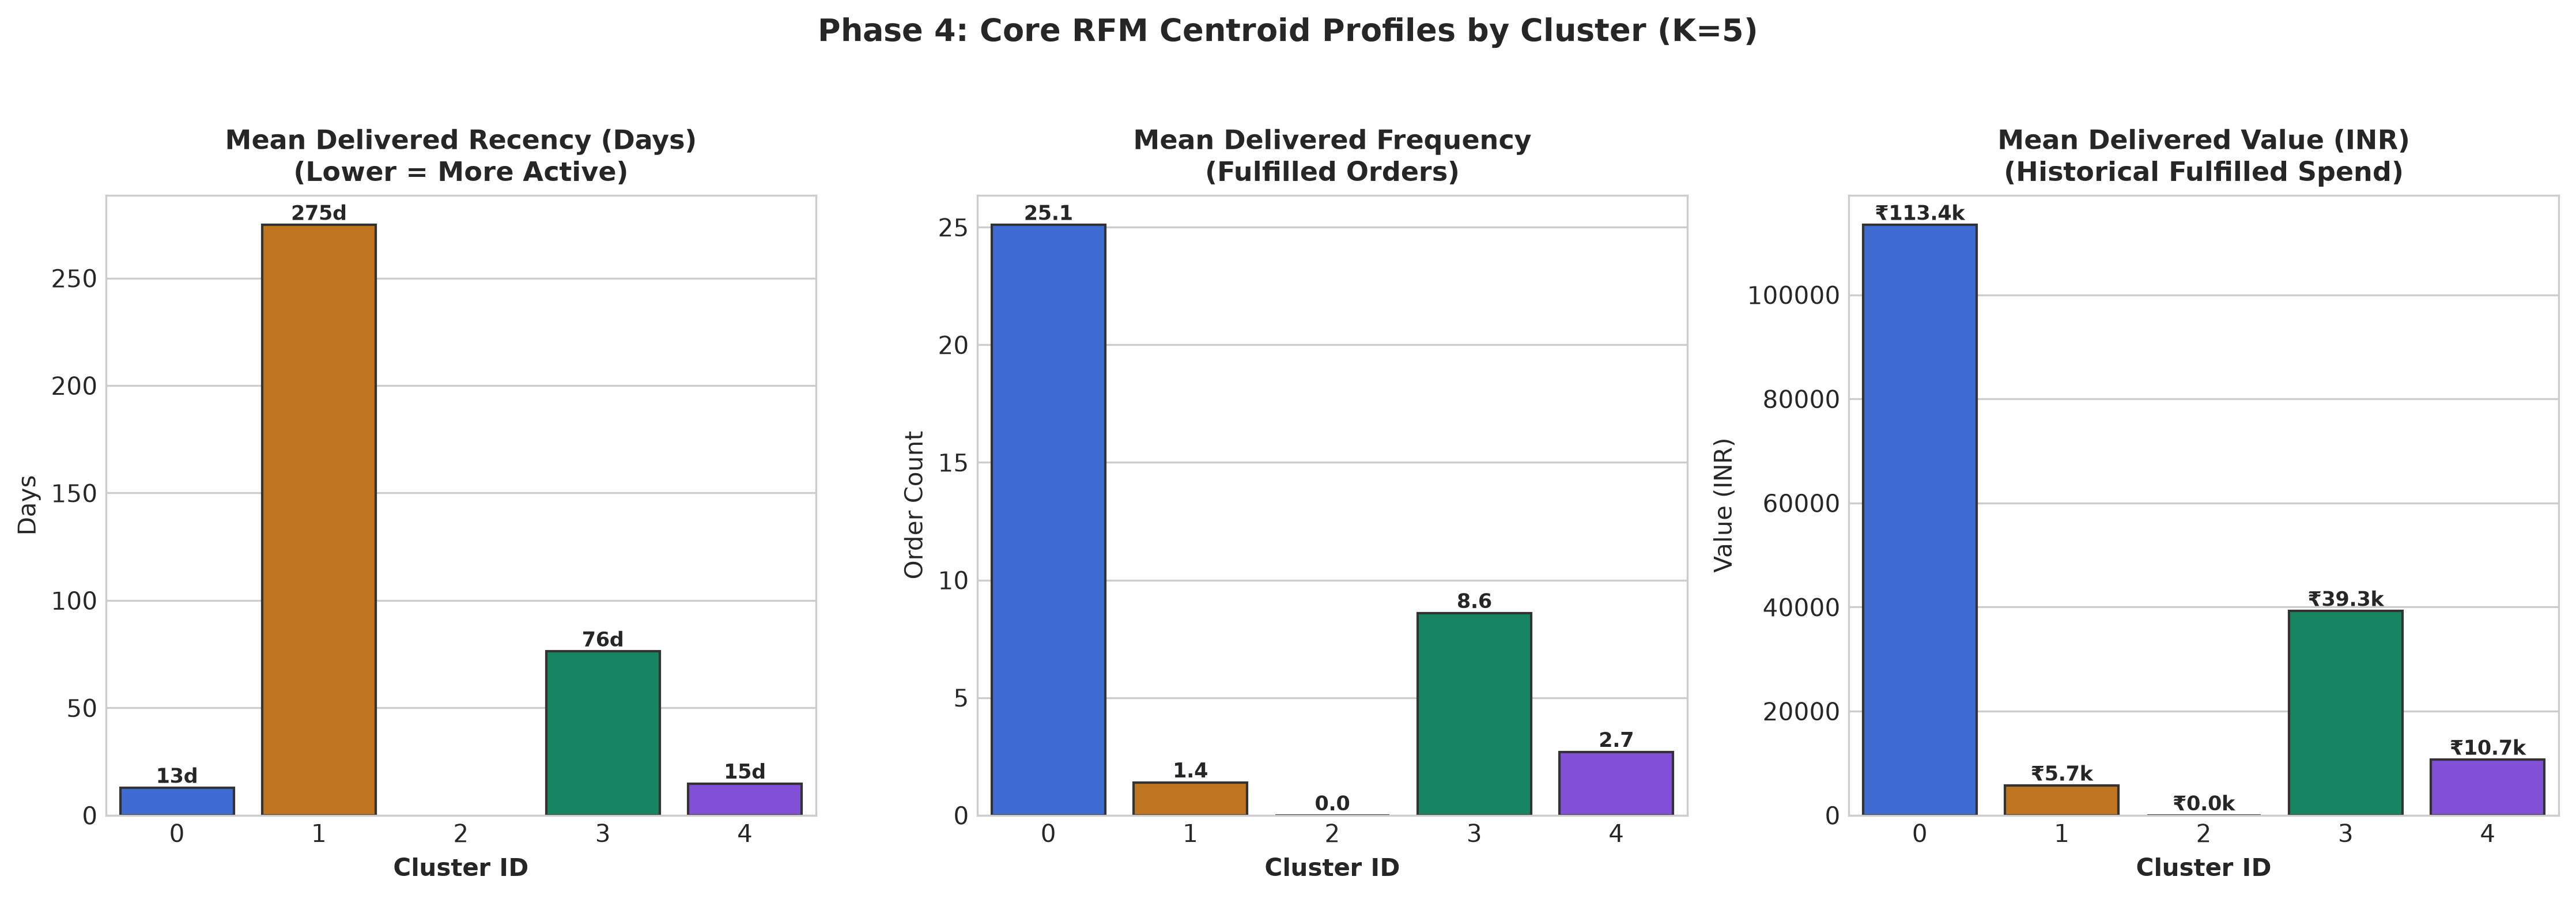 Phase 4: Core RFM Centroid Profiles by Cluster (K=5)
Mean Delivered Recency (Days)
(Lower = More Active)
Days
250
200
150
100
50
0
275d
76d
13d
15d
0 1 2 3 4
Cluster ID
Mean Delivered Frequency
(Fulfilled Orders)
Order Count
25
20
15
10
5
0
25.1
1.4
0.0
8.6
2.7
0 1 2 3 4
Cluster ID
Mean Delivered Value (INR)
(Historical Fulfilled Spend)
Value (INR)
100000
80000
60000
40000
20000
0
₹113.4k
₹5.7k
₹0.0k
₹39.3k
₹10.7k
0 1 2 3 4
Cluster ID